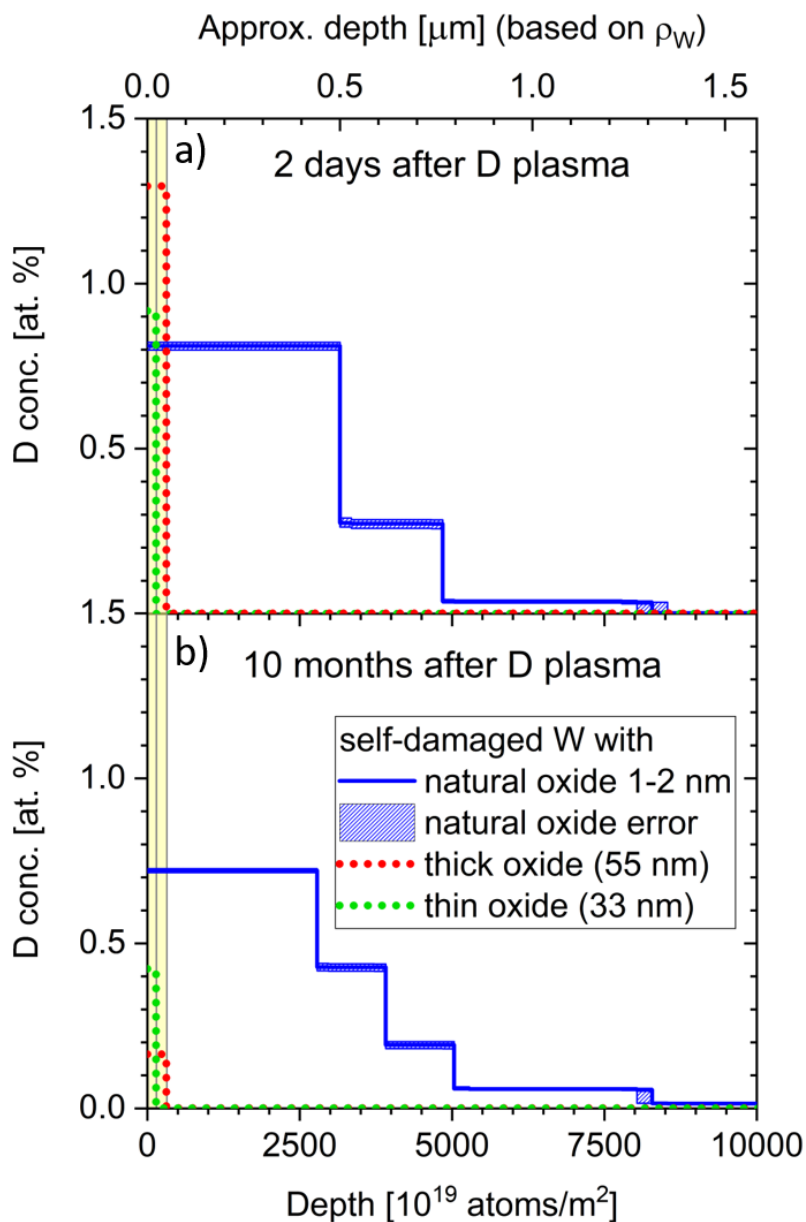 Approx. depth [μm] (based on ρ_W)
0.0 0.5 1.0 1.5
1.5
a) 2 days after D plasma
1.0
D conc. [at. %]
0.5
1.5
b) 10 months after D plasma
self-damaged W with
natural oxide 1-2 nm
natural oxide error
thick oxide (55 nm)
thin oxide (33 nm)
1.0
D conc. [at. %]
0.5
0.0
0 2500 5000 7500 10000
Depth [10¹⁹ atoms/m²]